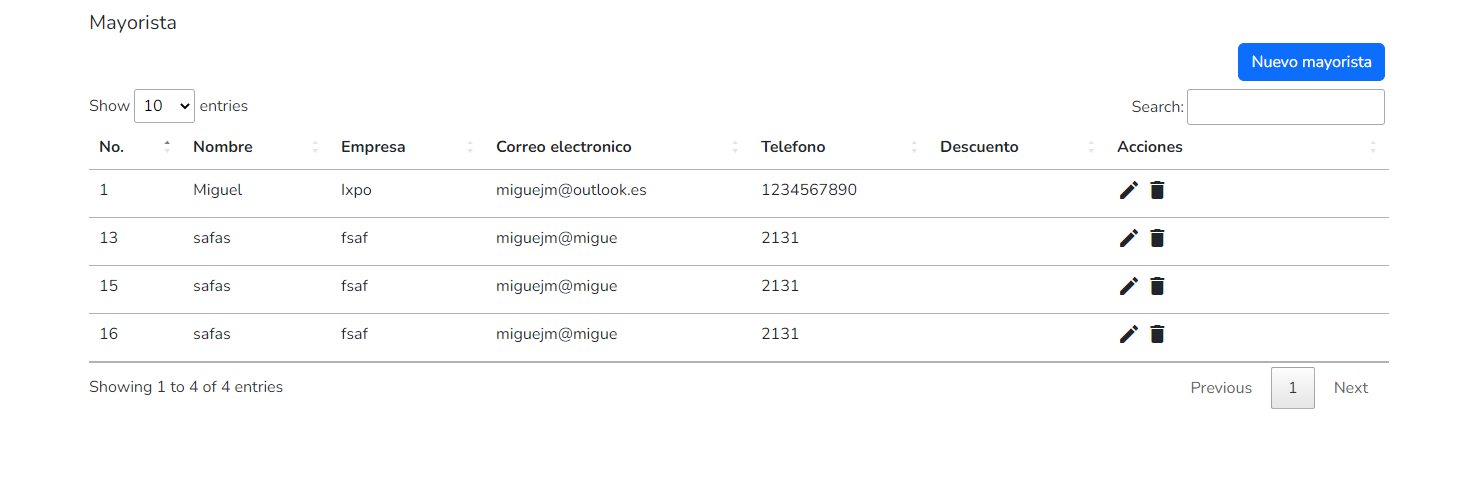 Mayorista
Nuevo mayorista
Show 10 entries Search:
No. Nombre Empresa Correo electronico Telefono Descuento Acciones
1 Miguel Ixpo miguejm@outlook.es 1234567890
13 safas fsaf miguejm@migue 2131
15 safas fsaf miguejm@migue 2131
16 safas fsaf miguejm@migue 2131
Showing 1 to 4 of 4 entries Previous 1 Next